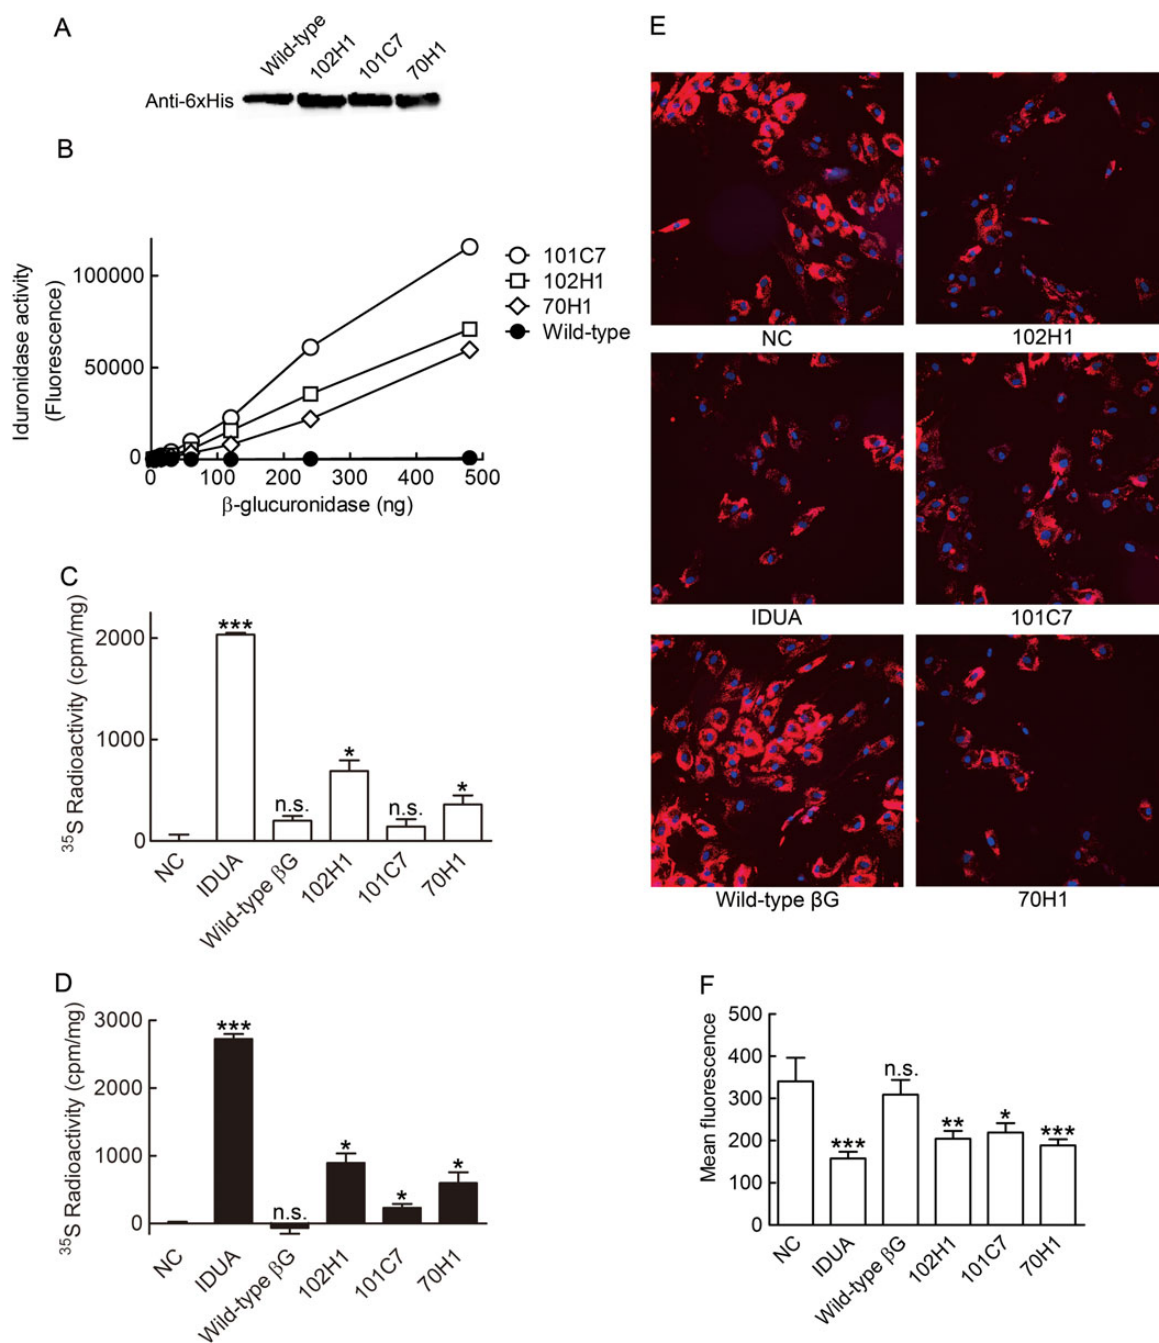 A
Wild-type
102H1
101C7
70H1
Anti-6xHis
B
Iduronidase activity
(Fluorescence)
100000
50000
0
0
100
200
300
400
500
β-glucuronidase (ng)
101C7
102H1
70H1
Wild-type
C
³⁵S Radioactivity (cpm/mg)
2000
1000
0
***
n.s.
*
n.s.
*
NC
IDUA
Wild-type βG
102H1
101C7
70H1
D
³⁵S Radioactivity (cpm/mg)
3000
2000
1000
0
***
n.s.
*
*
*
NC
IDUA
Wild-type βG
102H1
101C7
70H1
E
NC
102H1
IDUA
101C7
Wild-type βG
70H1
F
Mean fluorescence
500
400
300
200
100
0
***
n.s.
**
*
***
NC
IDUA
Wild-type βG
102H1
101C7
70H1